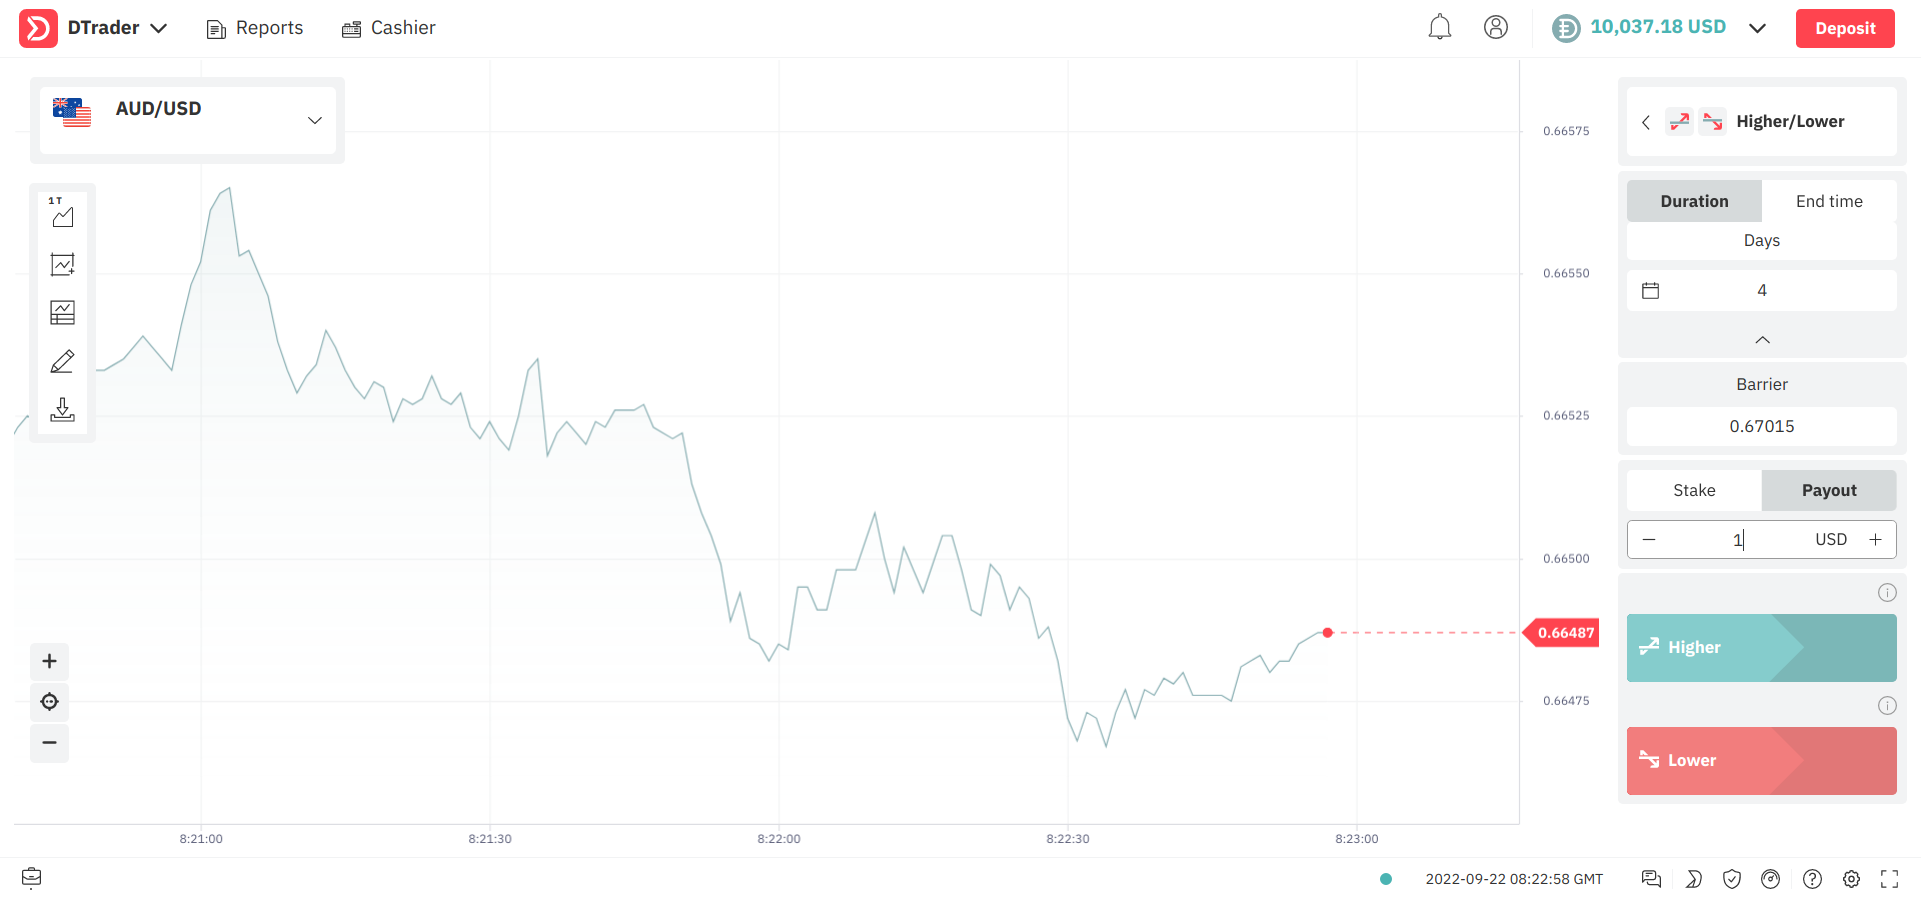 DTrader
Reports
Cashier
10,037.18 USD
Deposit
AUD/USD
1 T
0.66575
0.66550
0.66525
0.66500
0.66487
0.66475
8:21:00
8:21:30
8:22:00
8:22:30
8:23:00
Higher/Lower
Duration
End time
Days
4
Barrier
0.67015
Stake
Payout
1
USD
Higher
Lower
2022-09-22 08:22:58 GMT